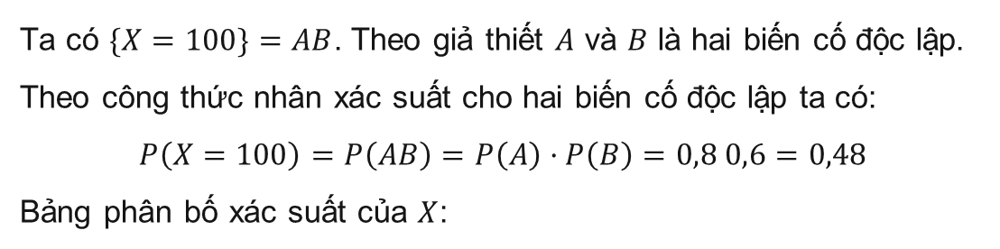 Ta có {X = 100} = AB. Theo giả thiết A và B là hai biến cố độc lập.
Theo công thức nhân xác suất cho hai biến cố độc lập ta có:
P(X = 100) = P(AB) = P(A) · P(B) = 0,8 0,6 = 0,48
Bảng phân bố xác suất của X: